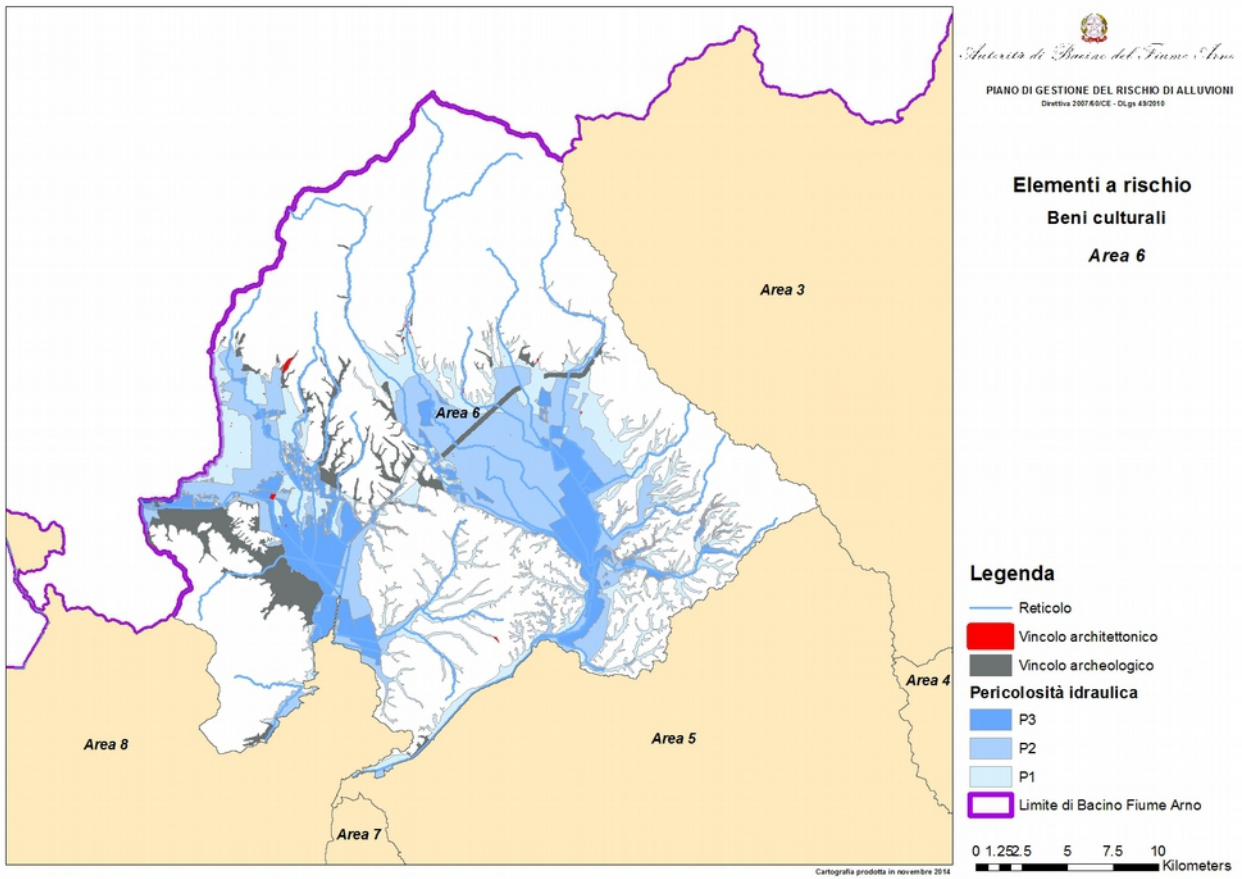 Autorità di Bacino del Fiume Arno
PIANO DI GESTIONE DEL RISCHIO DI ALLUVIONI
Direttiva 2007/60/CE - DLgs 49/2010
Elementi a rischio
Beni culturali
Area 6
Area 3
Area 6
Area 4
Area 5
Area 8
Area 7
Legenda
Reticolo
Vincolo architettonico
Vincolo archeologico
Pericolosità idraulica
P3
P2
P1
Limite di Bacino Fiume Arno
0 1.252.5 5 7.5 10
Kilometers
Cartografia prodotta in novembre 2014